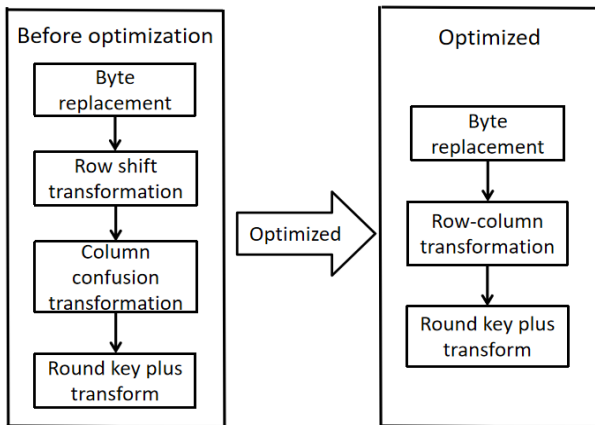 Before optimization
Byte
replacement
Row shift
transformation
Column
confusion
transformation
Round key plus
transform
Optimized
Optimized
Byte
replacement
Row-column
transformation
Round key plus
transform